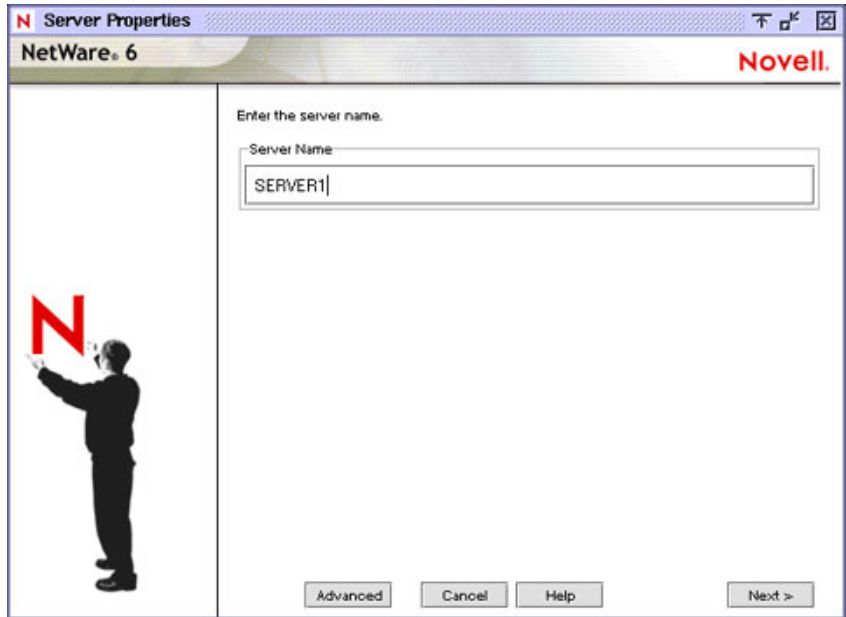 N Server Properties
NetWare® 6
Novell.
Enter the server name.
Server Name
SERVER1
N
Advanced Cancel Help Next >